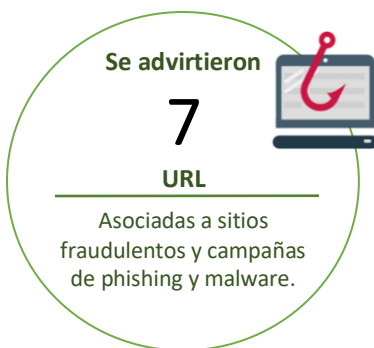 Se advirtieron
7
URL
Asociadas a sitios
fraudulentos y campañas
de phishing y malware.